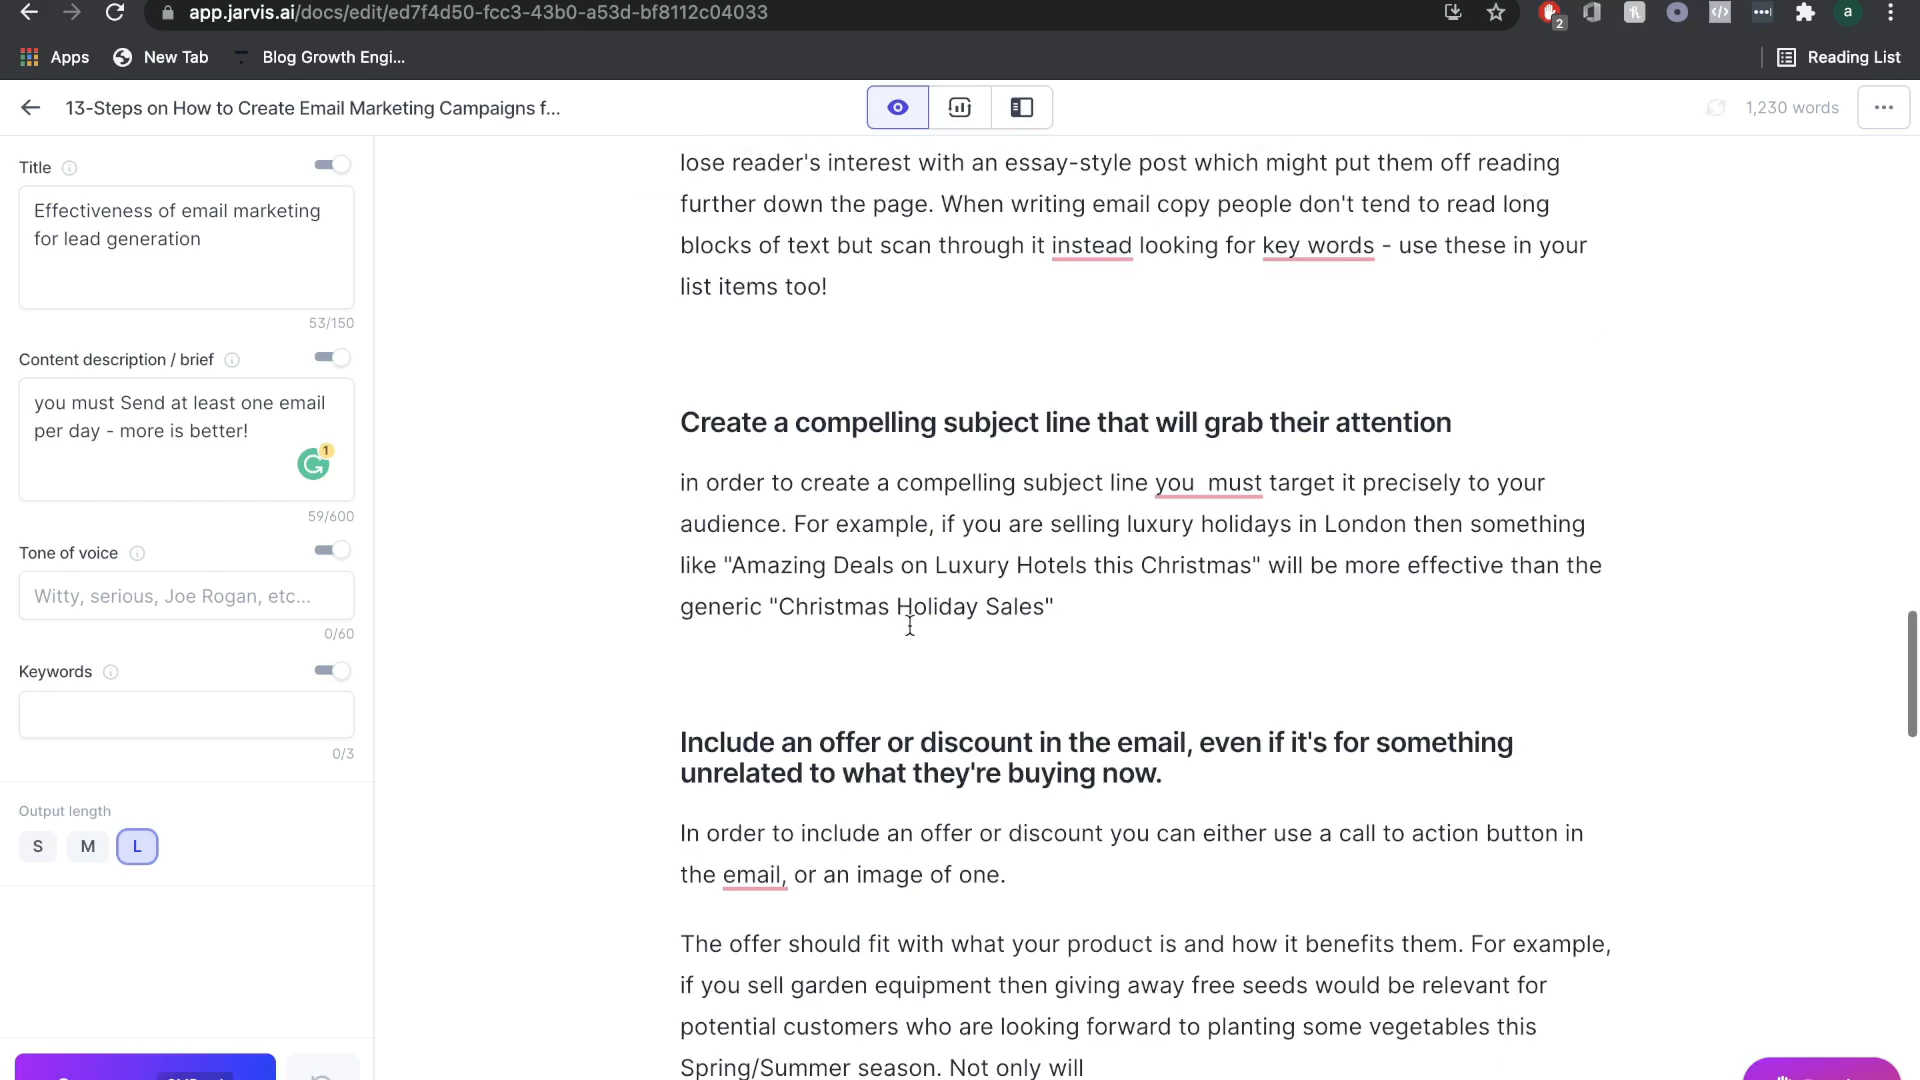 app.jarvis.ai/docs/edit/ed7f4d50-fcc3-43b0-a53d-bf8112c04033
2
a
Apps
New Tab
Blog Growth Engi...
Reading List
13-Steps on How to Create Email Marketing Campaigns f...
1,230 words
Title
Effectiveness of email marketing
for lead generation
53/150
Content description / brief
you must Send at least one email
per day - more is better!
1
59/600
Tone of voice
Witty, serious, Joe Rogan, etc...
0/60
Keywords
0/3
Output length
S
M
L
lose reader's interest with an essay-style post which might put them off reading
further down the page. When writing email copy people don't tend to read long
blocks of text but scan through it instead looking for key words - use these in your
list items too!
Create a compelling subject line that will grab their attention
in order to create a compelling subject line you  must target it precisely to your
audience. For example, if you are selling luxury holidays in London then something
like "Amazing Deals on Luxury Hotels this Christmas" will be more effective than the
generic "Christmas Holiday Sales"
Include an offer or discount in the email, even if it's for something
unrelated to what they're buying now.
In order to include an offer or discount you can either use a call to action button in
the email, or an image of one.
The offer should fit with what your product is and how it benefits them. For example,
if you sell garden equipment then giving away free seeds would be relevant for
potential customers who are looking forward to planting some vegetables this
Spring/Summer season. Not only will